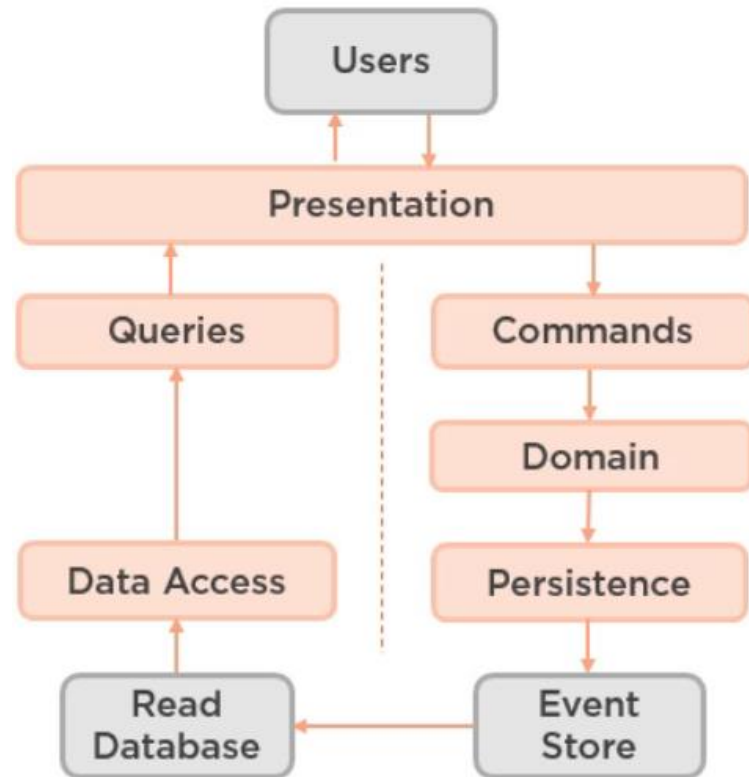 Users
Presentation
Queries
Commands
Domain
Data Access
Persistence
Read
Database
Event
Store